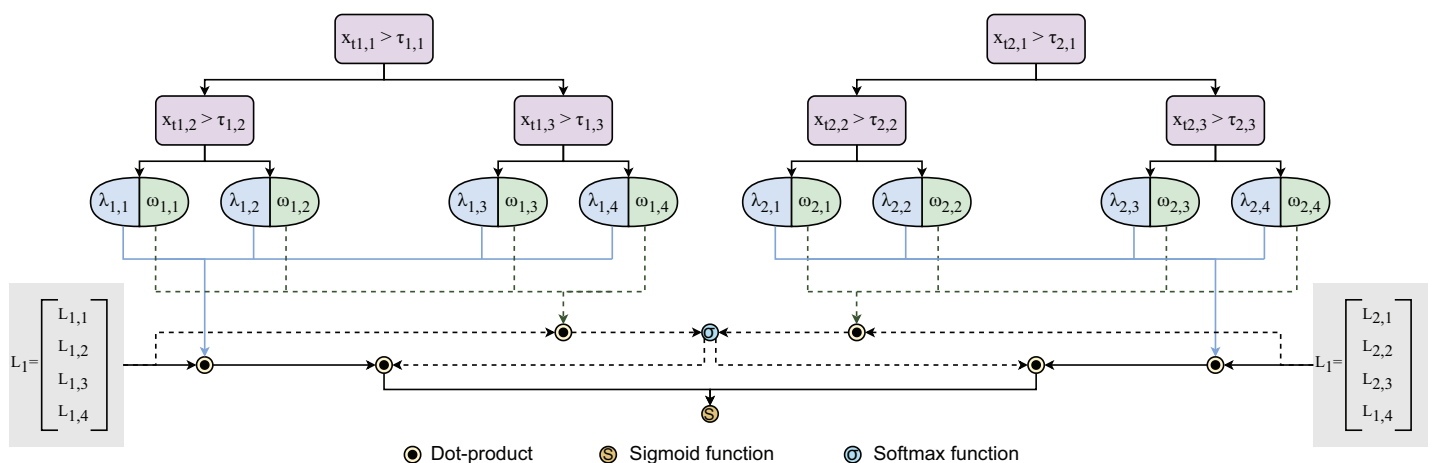 x_{t1,1} > τ_{1,1}
x_{t2,1} > τ_{2,1}
x_{t1,2} > τ_{1,2}
x_{t1,3} > τ_{1,3}
x_{t2,2} > τ_{2,2}
x_{t2,3} > τ_{2,3}
λ_{1,1} ω_{1,1}
λ_{1,2} ω_{1,2}
λ_{1,3} ω_{1,3}
λ_{1,4} ω_{1,4}
λ_{2,1} ω_{2,1}
λ_{2,2} ω_{2,2}
λ_{2,3} ω_{2,3}
λ_{2,4} ω_{2,4}
L_1=
L_{1,1}
L_{1,2}
L_{1,3}
L_{1,4}
σ
L_1=
L_{2,1}
L_{2,2}
L_{2,3}
L_{1,4}
S
Dot-product
S Sigmoid function
σ Softmax function